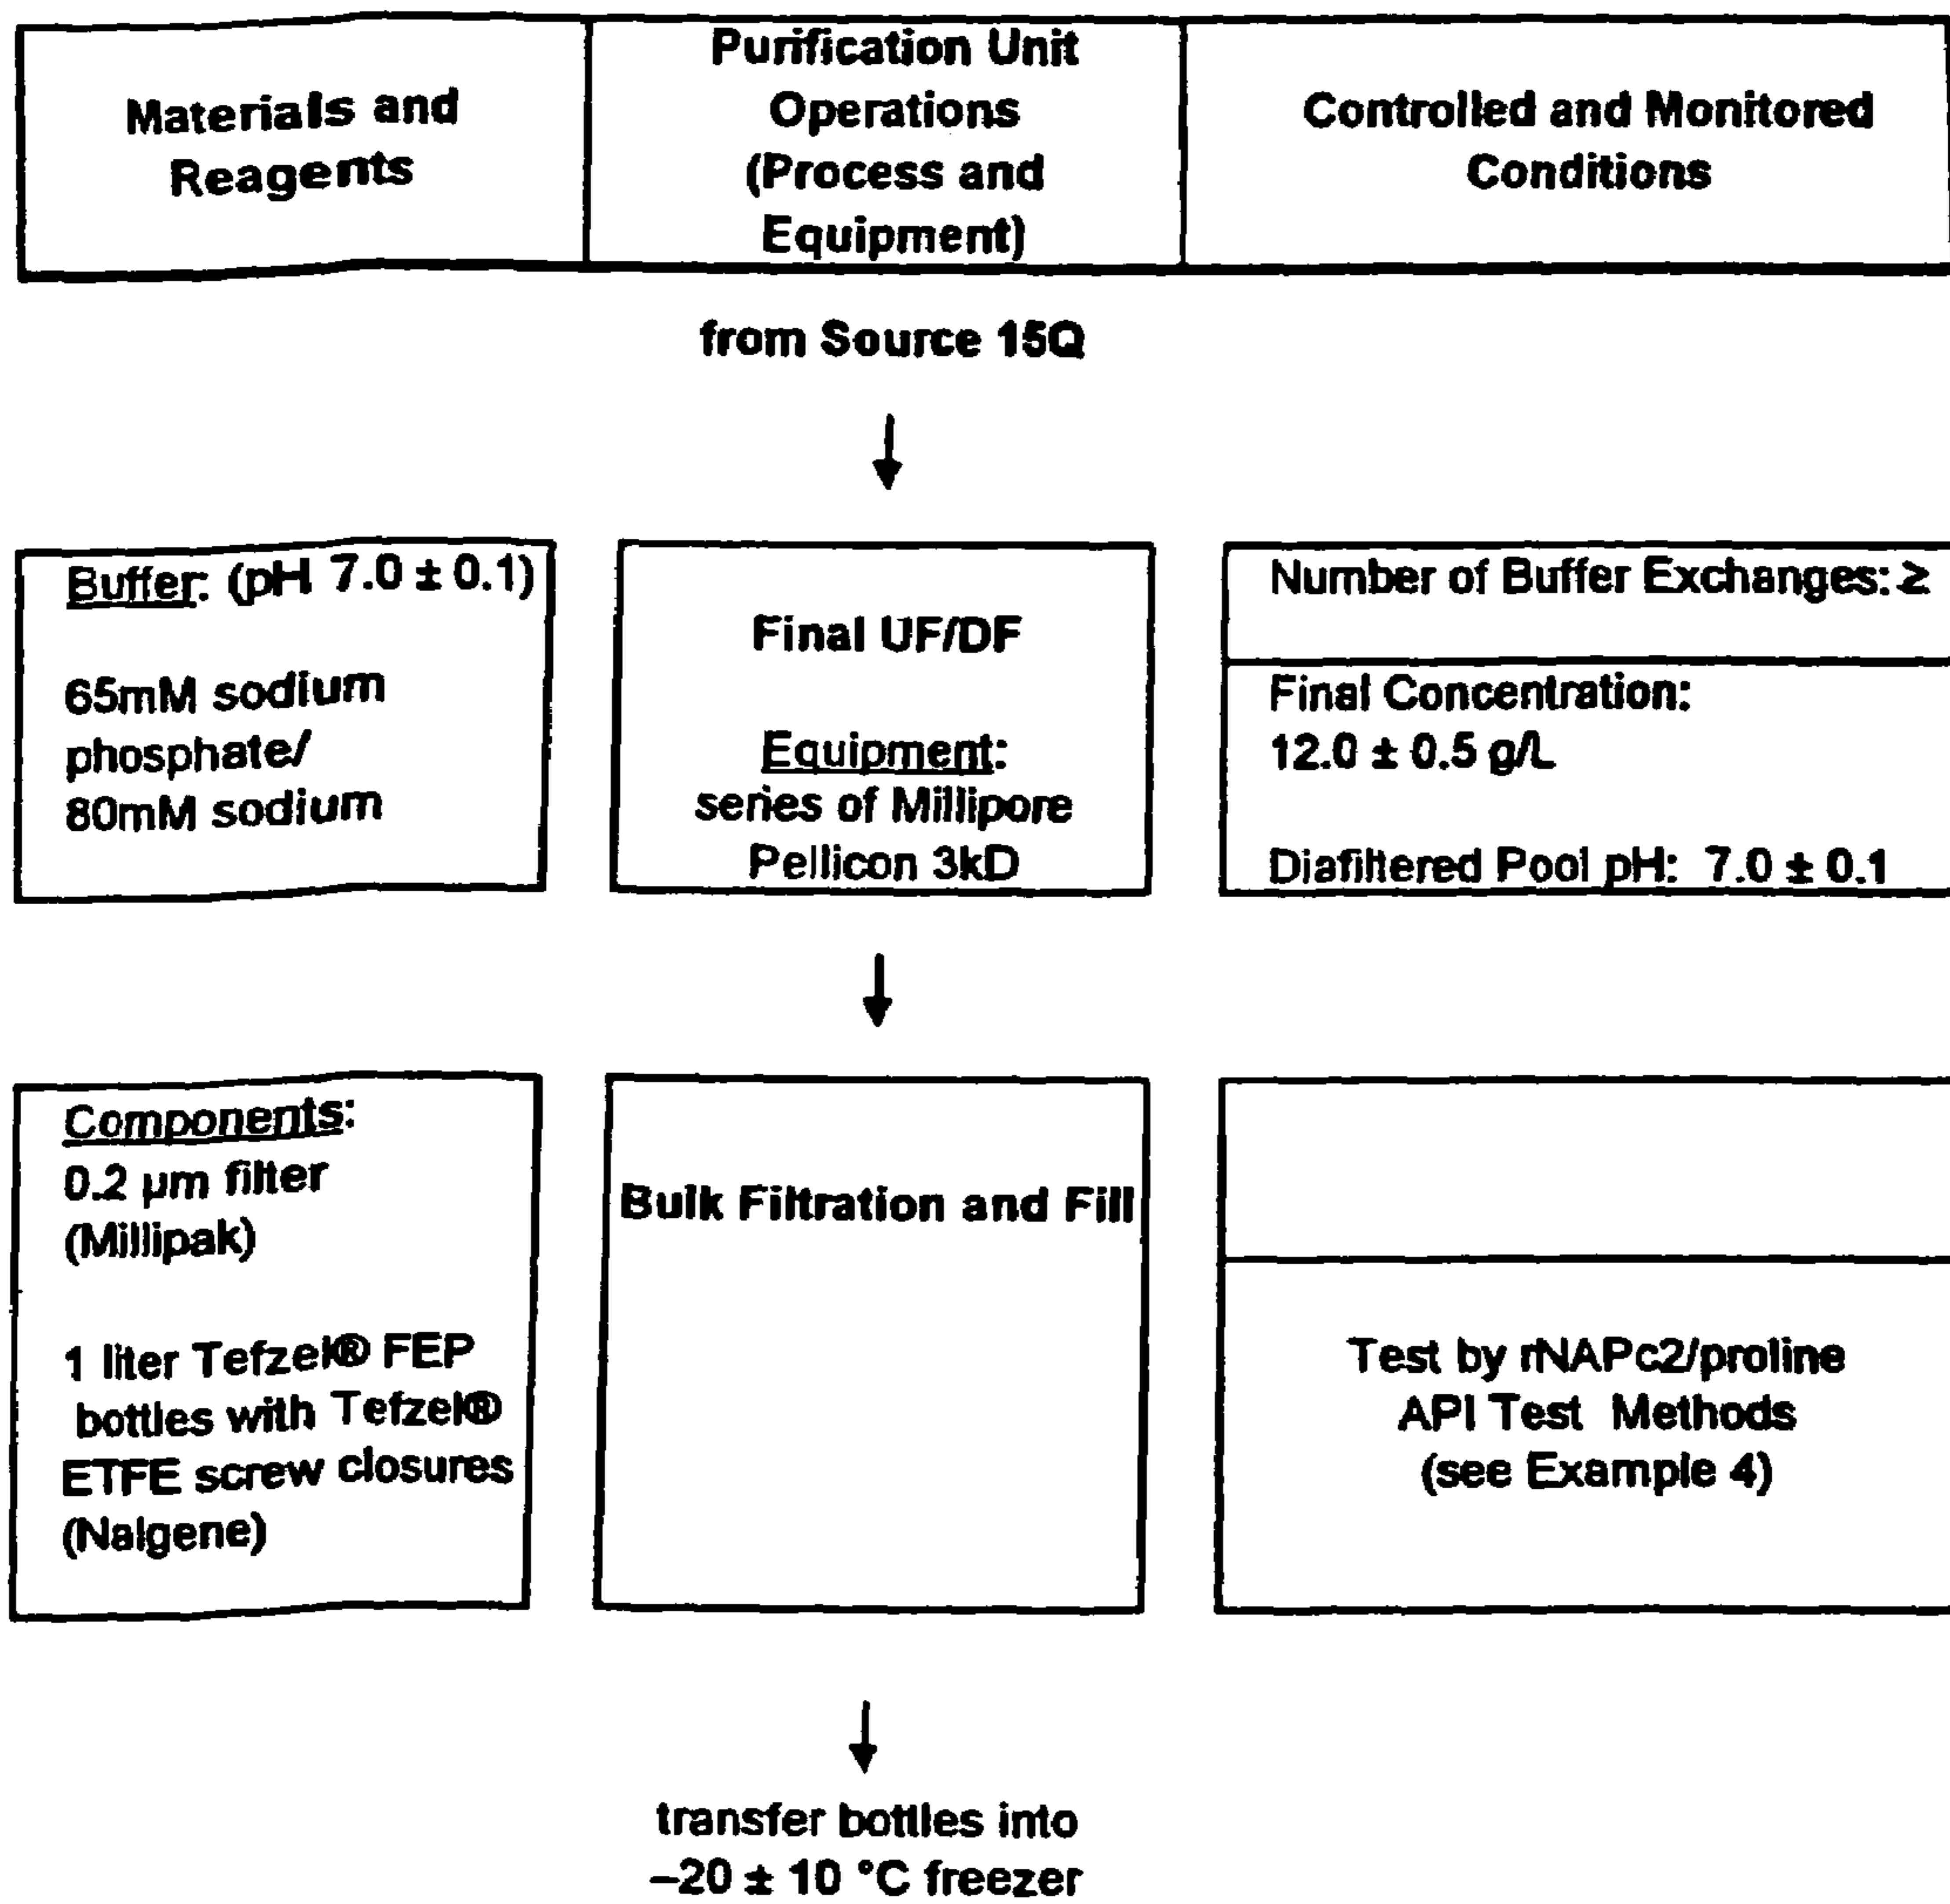 Materials and
Reagents
Purification Unit
Operations
(Process and
Equipment)
Controlled and Monitored
Conditions
from Source 15Q
Buffer: (pH 7.0 ± 0.1)
65mM sodium
phosphate/
80mM sodium
Final UF/DF
Equipment:
series of Millipore
Pellicon 3kD
Number of Buffer Exchanges: ≥
Final Concentration:
12.0 ± 0.5 g/L
Diafiltered Pool pH: 7.0 ± 0.1
Components:
0.2 µm filter
(Millipak)
1 liter Tefzel® FEP
bottles with Tefzel®
ETFE screw closures
(Nalgene)
Bulk Filtration and Fill
Test by rNAPc2/proline
API Test Methods
(see Example 4)
transfer bottles into
–20 ± 10 °C freezer